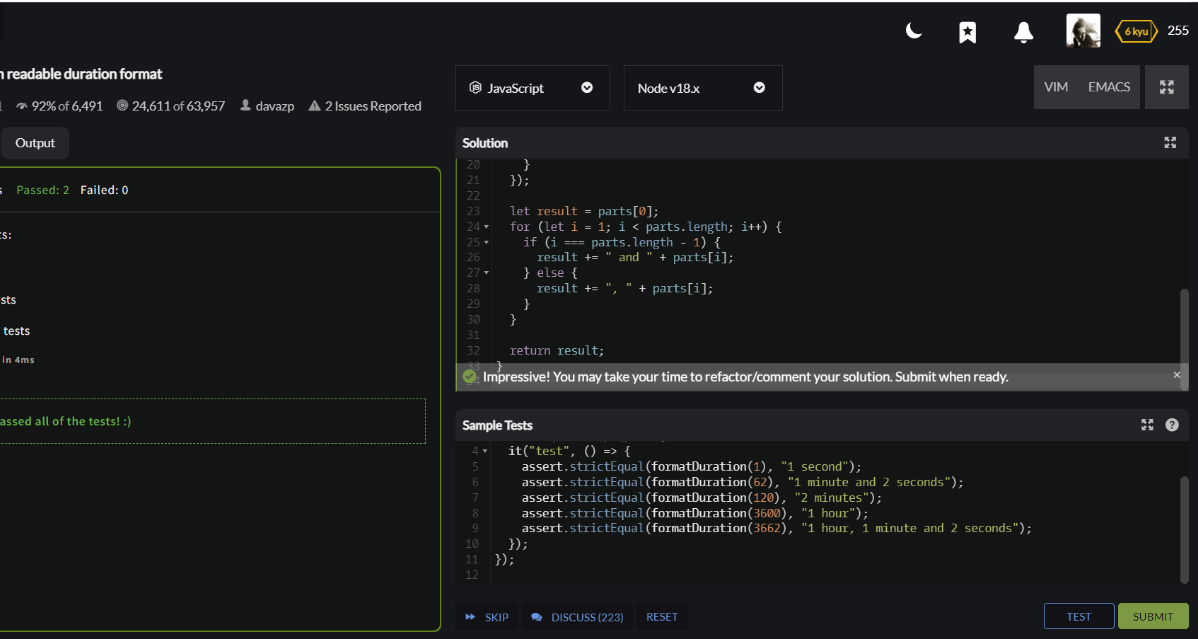 6 kyu 255
n readable duration format
92% of 6,491 24,611 of 63,957 davazp 2 Issues Reported
JavaScript Node v18.x VIM EMACS
Output
s Passed: 2 Failed: 0
ts:
sts
tests
in 4ms
assed all of the tests! :)
Solution
20 }
21 });
22
23 let result = parts[0];
24 for (let i = 1; i < parts.length; i++) {
25 if (i === parts.length - 1) {
26 result += " and " + parts[i];
27 } else {
28 result += ", " + parts[i];
29 }
30 }
31
32 return result;
33 }
Impressive! You may take your time to refactor/comment your solution. Submit when ready. ×
Sample Tests
4 it("test", () => {
5 assert.strictEqual(formatDuration(1), "1 second");
6 assert.strictEqual(formatDuration(62), "1 minute and 2 seconds");
7 assert.strictEqual(formatDuration(120), "2 minutes");
8 assert.strictEqual(formatDuration(3600), "1 hour");
9 assert.strictEqual(formatDuration(3662), "1 hour, 1 minute and 2 seconds");
10 });
11 });
12
SKIP DISCUSS (223) RESET TEST SUBMIT